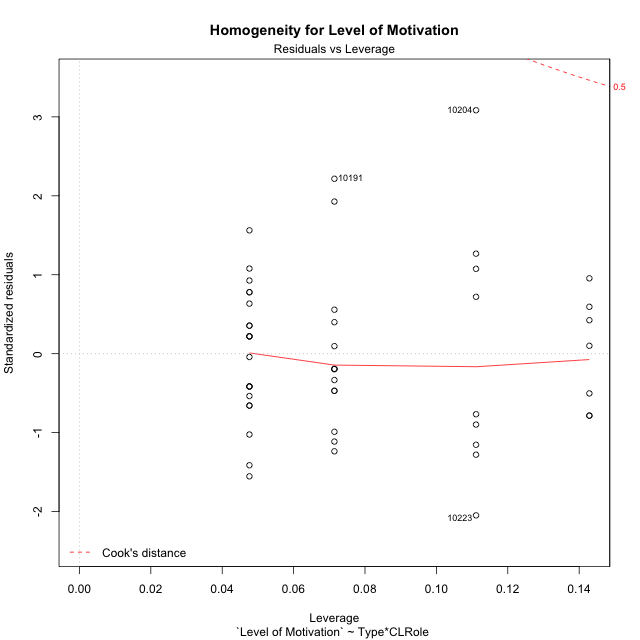 Homogeneity for Level of Motivation
Residuals vs Leverage
0.5
10204
10191
10223
3
2
1
0
-1
-2
Standardized residuals
Cook's distance
0.00 0.02 0.04 0.06 0.08 0.10 0.12 0.14
Leverage
`Level of Motivation` ~ Type*CLRole